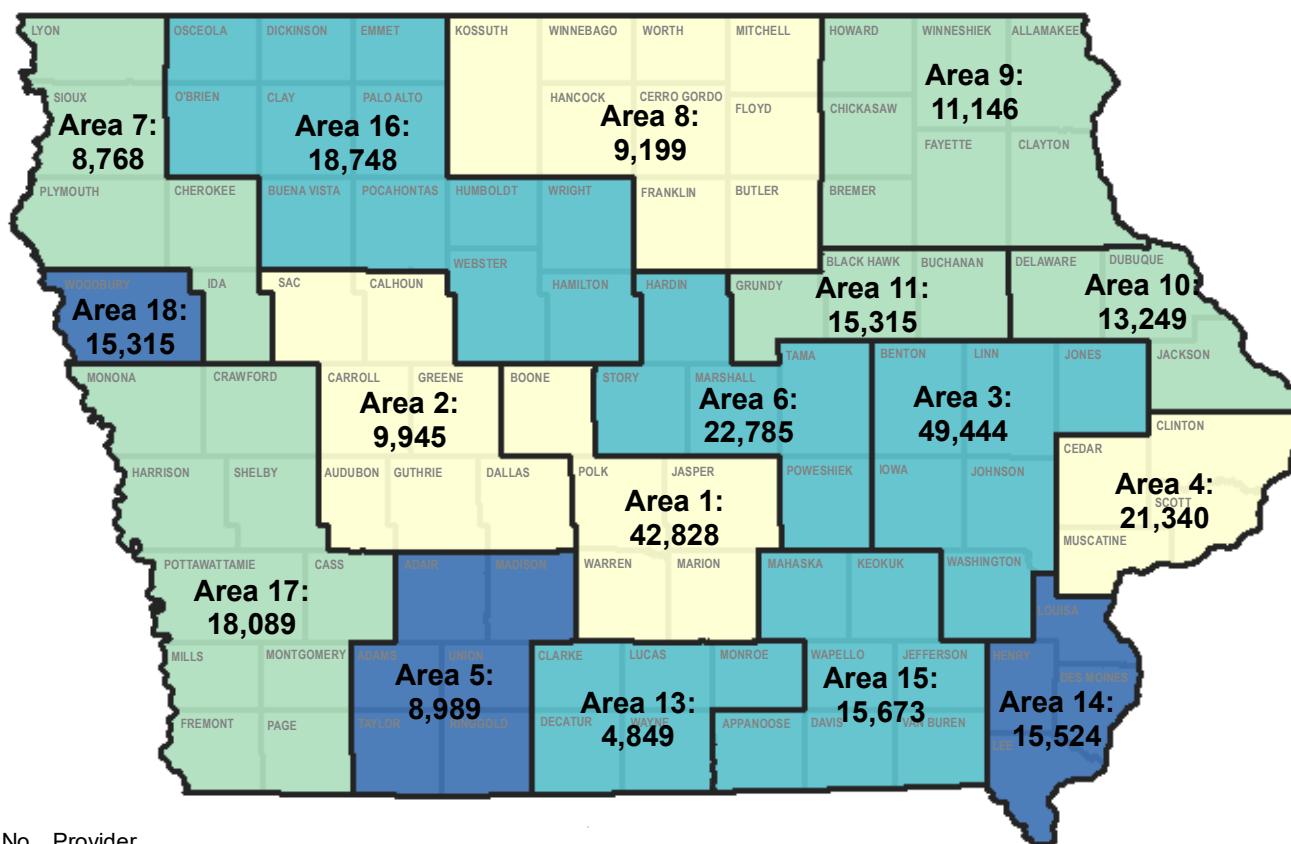 LYON OSCEOLA DICKINSON EMMET KOSSUTH WINNEBAGO WORTH MITCHELL HOWARD WINNESHIEK ALLAMAKEE
SIOUX O'BRIEN CLAY PALO ALTO HANCOCK CERRO GORDO FLOYD CHICKASAW
Area 7:
8,768
Area 16:
18,748
Area 8:
9,199
Area 9:
11,146
FAYETTE CLAYTON
PLYMOUTH CHEROKEE BUENA VISTA POCAHONTAS HUMBOLDT WRIGHT FRANKLIN BUTLER BREMER
WOODBURY IDA SAC CALHOUN WEBSTER HAMILTON HARDIN GRUNDY BLACK HAWK BUCHANAN DELAWARE DUBUQUE
Area 18:
15,315
Area 11:
15,315
Area 10:
13,249
MONONA CRAWFORD CARROLL GREENE BOONE STORY MARSHALL TAMA BENTON LINN JONES JACKSON
Area 2:
9,945
Area 6:
22,785
Area 3:
49,444
CLINTON
CEDAR
HARRISON SHELBY AUDUBON GUTHRIE DALLAS POLK JASPER POWESHIEK IOWA JOHNSON
Area 1:
42,828
Area 4:
SCOTT
21,340
MUSCATINE
POTTAWATTAMIE CASS ADAIR MADISON WARREN MARION MAHASKA KEOKUK WASHINGTON
Area 17:
18,089
LOUISA
MILLS MONTGOMERY ADAMS UNION CLARKE LUCAS MONROE WAPELLO JEFFERSON HENRY
DES MOINES
Area 5:
8,989
Area 13:
4,849
Area 15:
15,673
Area 14:
15,524
FREMONT PAGE TAYLOR RINGGOLD DECATUR WAYNE APPANOOSE DAVIS VAN BUREN LEE
No Provider